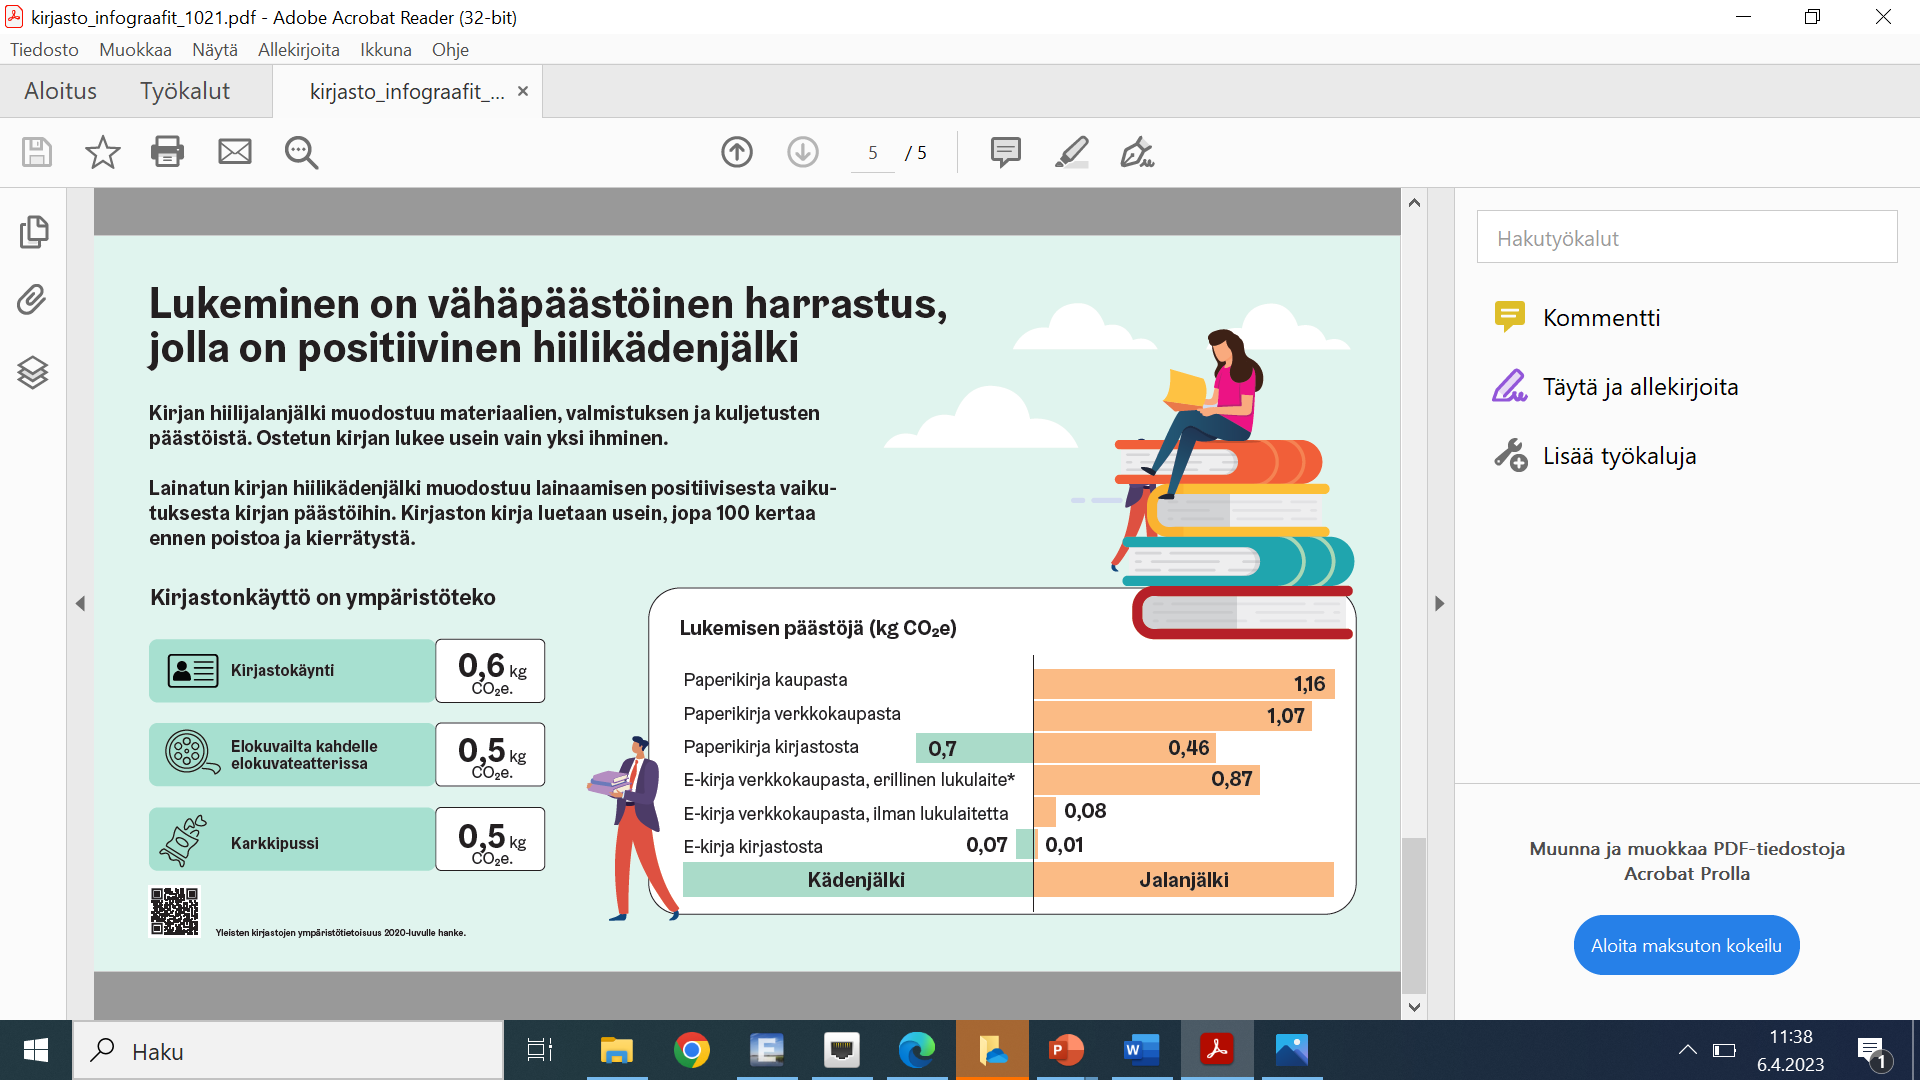 kirjasto_infograafit_1021.pdf - Adobe Acrobat Reader (32-bit)
Tiedosto Muokkaa Näytä Allekirjoita Ikkuna Ohje
Aloitus Työkalut kirjasto_infograafit_... ×
5 / 5
Hakutyökalut
Kommentti
Täytä ja allekirjoita
Lisää työkaluja
Muunna ja muokkaa PDF-tiedostoja
Acrobat Prolla
Aloita maksuton kokeilu
Lukeminen on vähäpäästöinen harrastus,
jolla on positiivinen hiilikädenjälki
Kirjan hiilijalanjälki muodostuu materiaalien, valmistuksen ja kuljetusten
päästöistä. Ostetun kirjan lukee usein vain yksi ihminen.
Lainatun kirjan hiilikädenjälki muodostuu lainaamisen positiivisesta vaiku-
tuksesta kirjan päästöihin. Kirjaston kirja luetaan usein, jopa 100 kertaa
ennen poistoa ja kierrätystä.
Kirjastonkäyttö on ympäristöteko
Kirjastokäynti 0,6 kg
CO₂e.
Elokuvailta kahdelle
elokuvateatterissa
0,5 kg
CO₂e.
Karkkipussi 0,5 kg
CO₂e.
Yleisten kirjastojen ympäristötietoisuus 2020-luvulle hanke.
Lukemisen päästöjä (kg CO₂e)
Paperikirja kaupasta 1,16
Paperikirja verkkokaupasta 1,07
Paperikirja kirjastosta 0,7 0,46
E-kirja verkkokaupasta, erillinen lukulaite* 0,87
E-kirja verkkokaupasta, ilman lukulaitetta 0,08
E-kirja kirjastosta 0,07 0,01
Kädenjälki Jalanjälki
Haku
11:38
6.4.2023
1